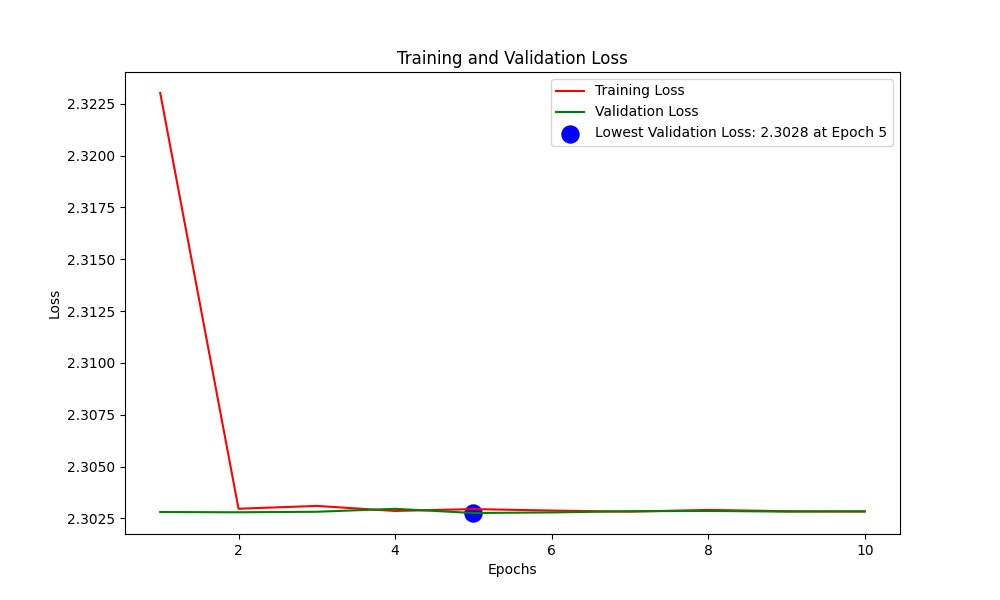 Training and Validation Loss
Training Loss
Validation Loss
Lowest Validation Loss: 2.3028 at Epoch 5
2.3225
2.3200
2.3175
2.3150
2.3125
2.3100
2.3075
2.3050
2.3025
Loss
2 4 6 8 10
Epochs